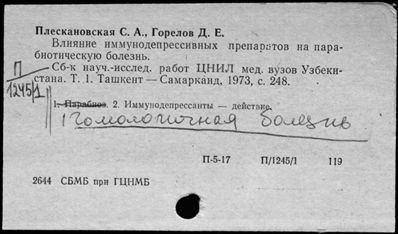 Плескановская С. А., Горелов Д. Е.
Влияние иммунодепрессивных препаратов на пара-
биотическую болезнь.
Сб-к науч.-исслед. работ ЦНИЛ мед. вузов Узбеки-
стана. Т. 1. Ташкент — Самарканд, 1973, с. 248.
П
1245/1
1. Парабиоз. 2. Иммунодепрессанты — действие.
1 Гомологичная болезнь
П-5-17 П/1245/1 119
2644 СБМБ при ГЦНМБ